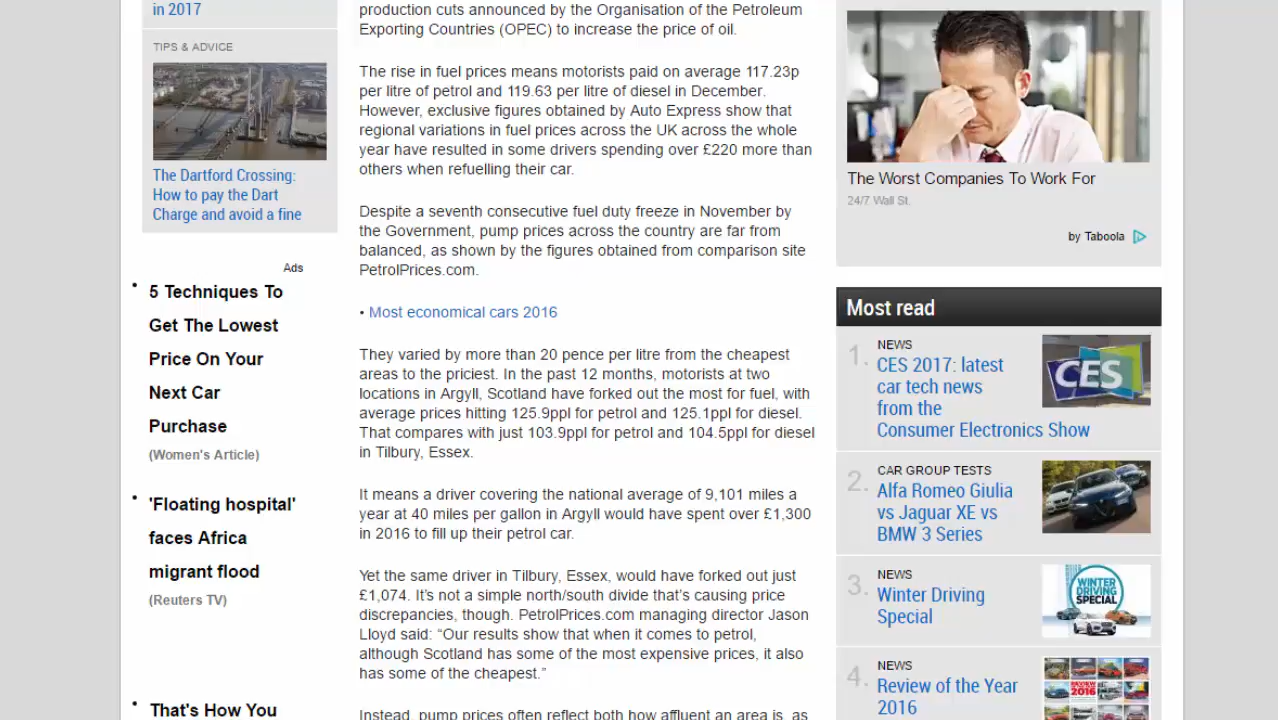 in 2017
TIPS & ADVICE
The Dartford Crossing:
How to pay the Dart
Charge and avoid a fine
Ads
• 5 Techniques To
Get The Lowest
Price On Your
Next Car
Purchase
(Women's Article)
• 'Floating hospital'
faces Africa
migrant flood
(Reuters TV)
• That's How You
production cuts announced by the Organisation of the Petroleum
Exporting Countries (OPEC) to increase the price of oil.
The rise in fuel prices means motorists paid on average 117.23p
per litre of petrol and 119.63 per litre of diesel in December.
However, exclusive figures obtained by Auto Express show that
regional variations in fuel prices across the UK across the whole
year have resulted in some drivers spending over £220 more than
others when refuelling their car.
Despite a seventh consecutive fuel duty freeze in November by
the Government, pump prices across the country are far from
balanced, as shown by the figures obtained from comparison site
PetrolPrices.com.
• Most economical cars 2016
They varied by more than 20 pence per litre from the cheapest
areas to the priciest. In the past 12 months, motorists at two
locations in Argyll, Scotland have forked out the most for fuel, with
average prices hitting 125.9ppl for petrol and 125.1ppl for diesel.
That compares with just 103.9ppl for petrol and 104.5ppl for diesel
in Tilbury, Essex.
It means a driver covering the national average of 9,101 miles a
year at 40 miles per gallon in Argyll would have spent over £1,300
in 2016 to fill up their petrol car.
Yet the same driver in Tilbury, Essex, would have forked out just
£1,074. It's not a simple north/south divide that's causing price
discrepancies, though. PetrolPrices.com managing director Jason
Lloyd said: “Our results show that when it comes to petrol,
although Scotland has some of the most expensive prices, it also
has some of the cheapest.”
Instead, pump prices often reflect both how affluent an area is, as
The Worst Companies To Work For
24/7 Wall St.
by Taboola
Most read
1. NEWS
CES 2017: latest
car tech news
from the
Consumer Electronics Show
CES
2. CAR GROUP TESTS
Alfa Romeo Giulia
vs Jaguar XE vs
BMW 3 Series
3. NEWS
Winter Driving
Special
WINTER
DRIVING
SPECIAL
4. NEWS
Review of the Year
2016
REVIEW
OF THE YEAR
2016